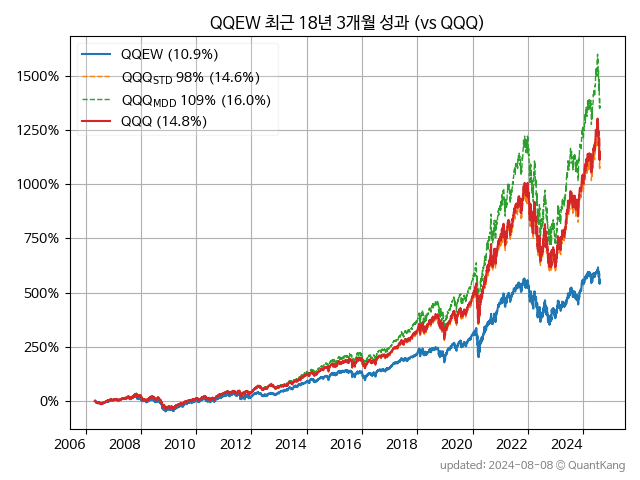 QQEW 최근 18년 3개월 성과 (vs QQQ)
QQEW (10.9%)
QQQSTD 98% (14.6%)
QQQMDD 109% (16.0%)
QQQ (14.8%)
1500%
1250%
1000%
750%
500%
250%
0%
2006 2008 2010 2012 2014 2016 2018 2020 2022 2024
updated: 2024-08-08 © QuantKang